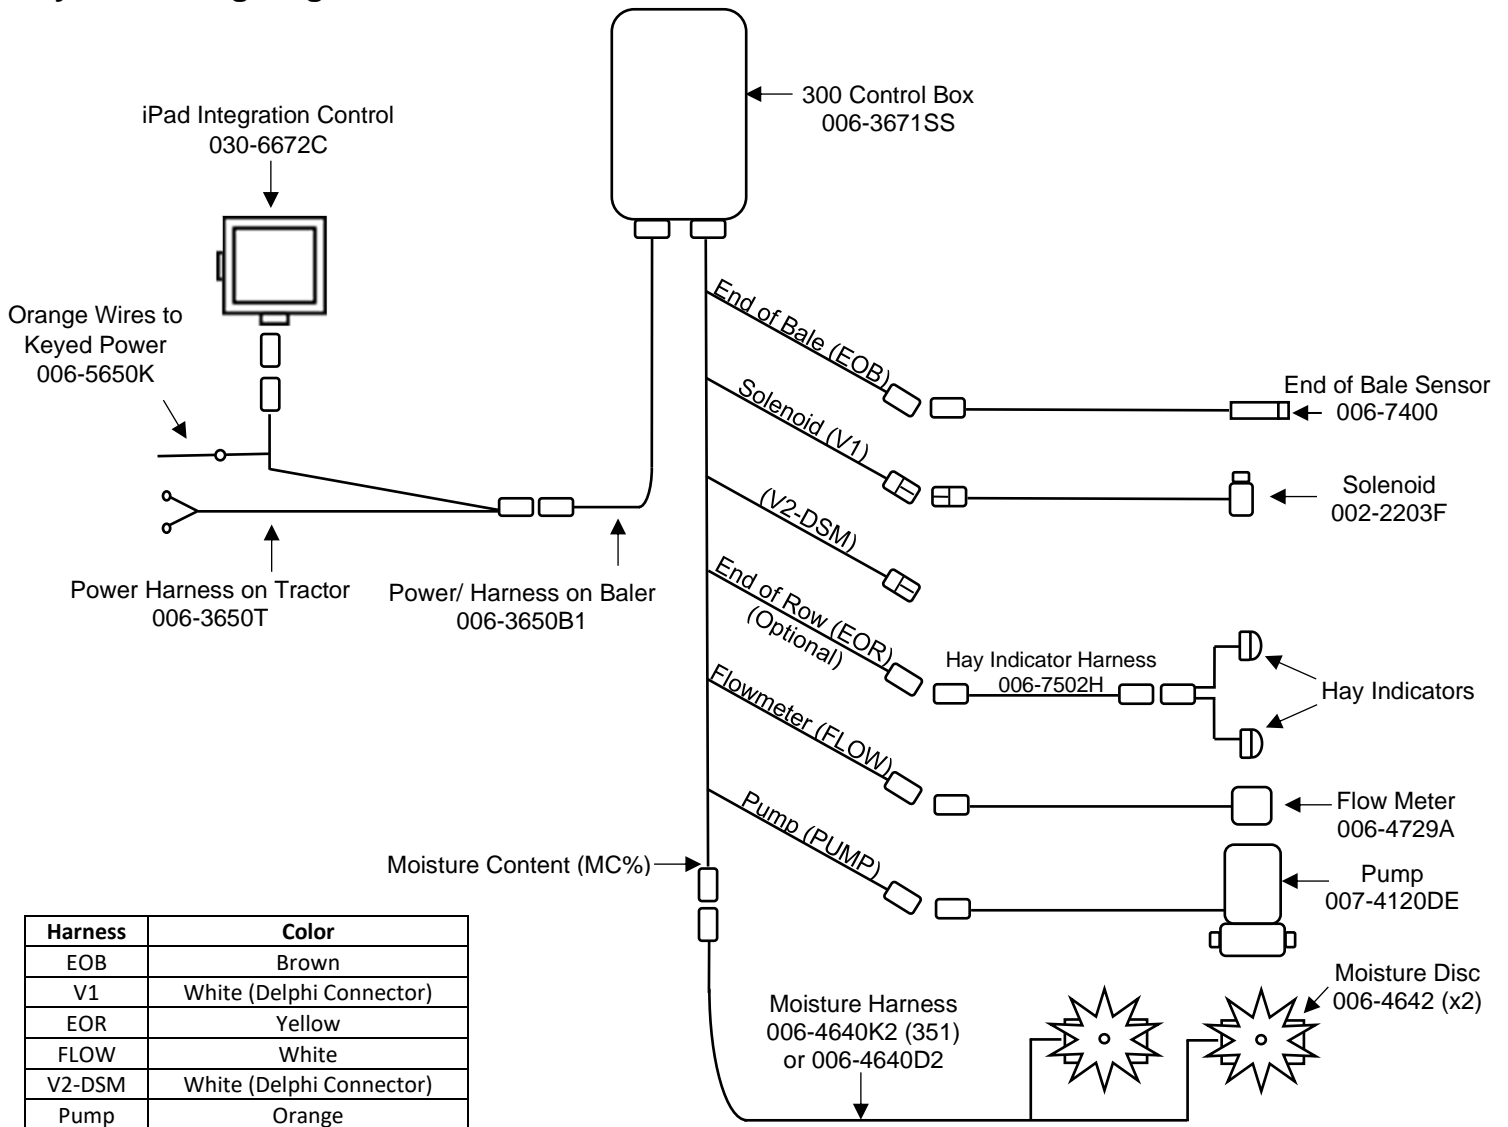 300 Control Box
006-3671SS
iPad Integration Control
030-6672C
Orange Wires to
Keyed Power
006-5650K
Power Harness on Tractor
006-3650T
Power/ Harness on Baler
006-3650B1
End of Bale (EOB)
End of Bale Sensor
006-7400
Solenoid (V1)
Solenoid
002-2203F
(V2-DSM)
End of Row (EOR)
(Optional)
Hay Indicator Harness
006-7502H
Hay Indicators
Flowmeter (FLOW)
Flow Meter
006-4729A
Pump (PUMP)
Pump
007-4120DE
Moisture Content (MC%)
Moisture Disc
006-4642 (x2)
Moisture Harness
006-4640K2 (351)
or 006-4640D2
Harness Color
EOB Brown
V1 White (Delphi Connector)
EOR Yellow
FLOW White
V2-DSM White (Delphi Connector)
Pump Orange